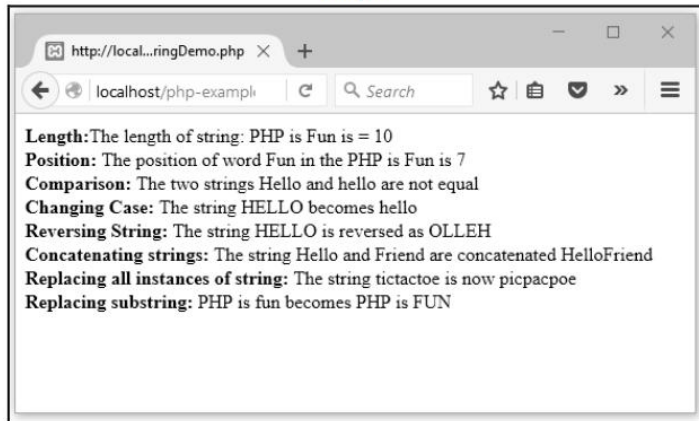 http://local...ringDemo.php
localhost/php-exampl
Search
Length:The length of string: PHP is Fun is = 10
Position: The position of word Fun in the PHP is Fun is 7
Comparison: The two strings Hello and hello are not equal
Changing Case: The string HELLO becomes hello
Reversing String: The string HELLO is reversed as OLLEH
Concatenating strings: The string Hello and Friend are concatenated HelloFriend
Replacing all instances of string: The string tictactoe is now picpacpoe
Replacing substring: PHP is fun becomes PHP is FUN